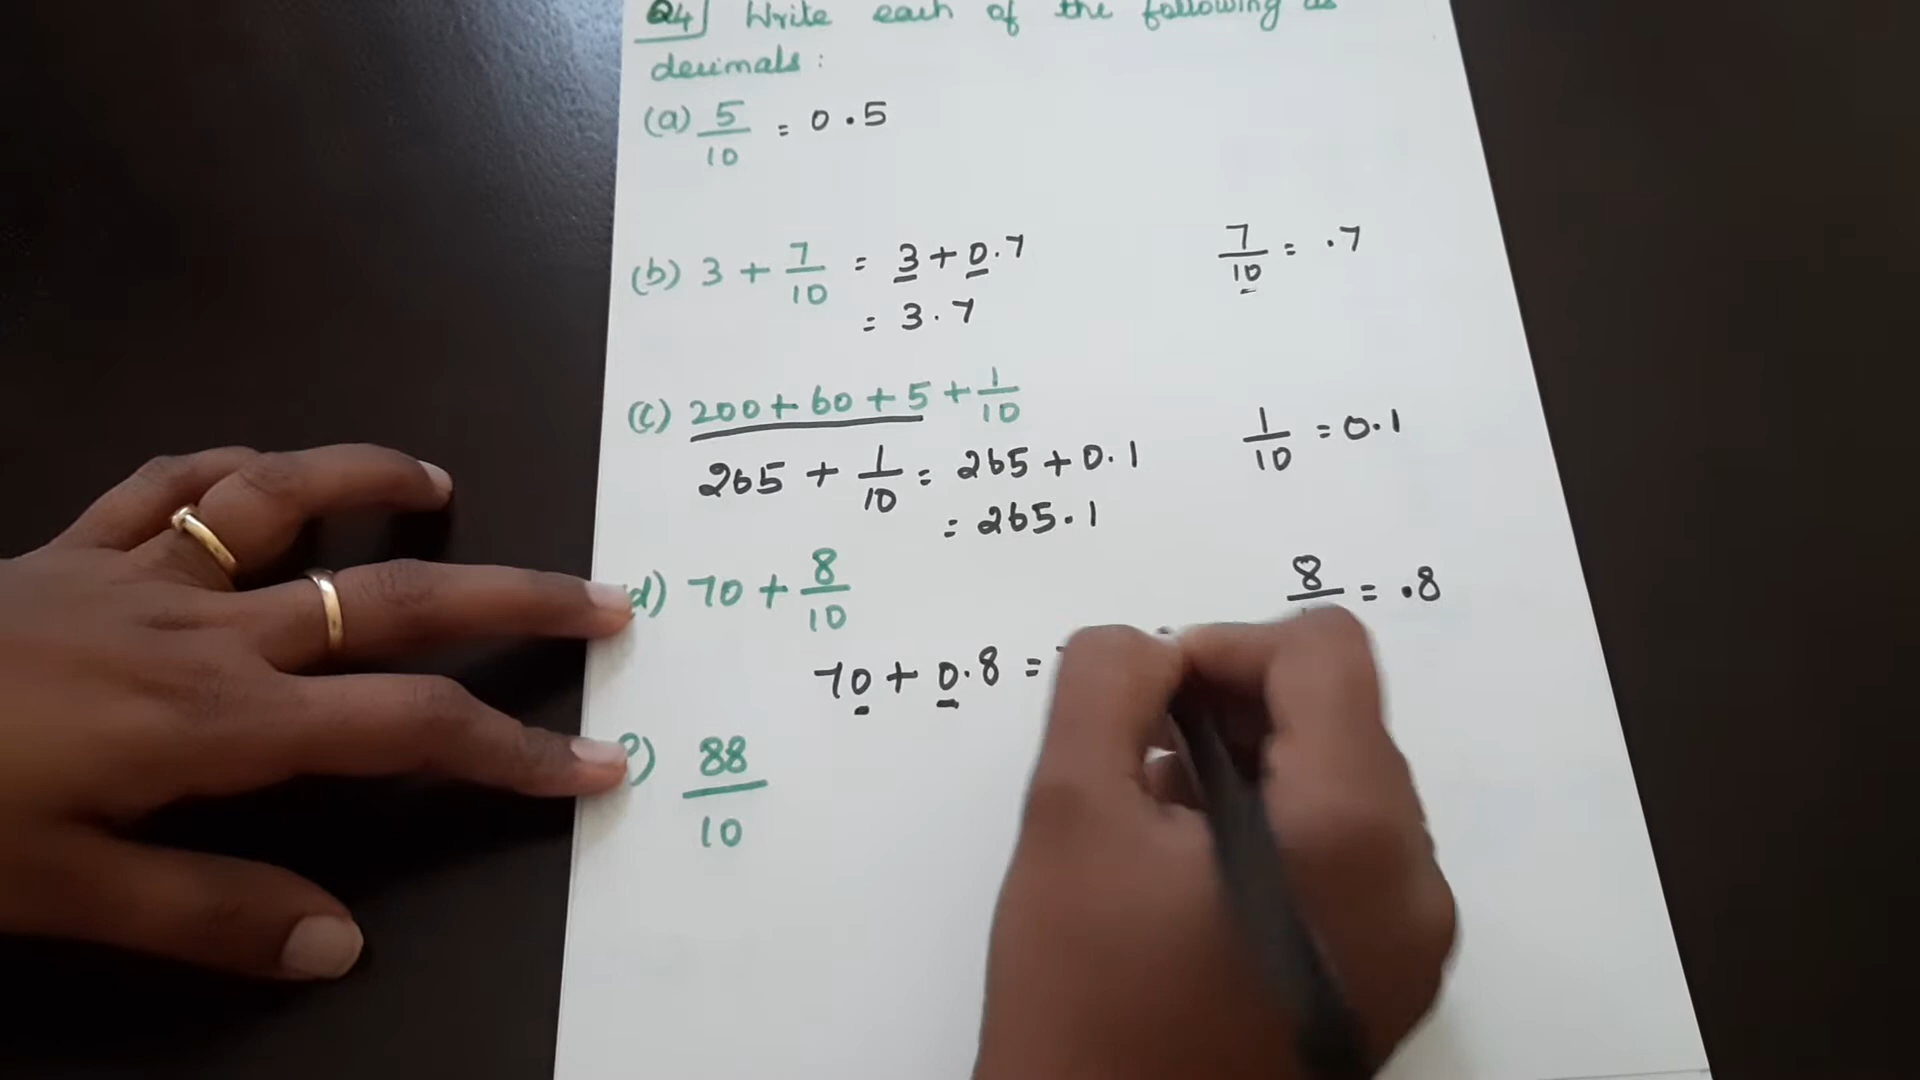 Q4] Write each of the following as
decimals:
(a) 5/10 = 0.5
(b) 3 + 7/10 = 3 + 0.7
= 3.7
7/10 = .7
(c) 200 + 60 + 5 + 1/10
265 + 1/10 = 265 + 0.1
= 265.1
1/10 = 0.1
(d) 70 + 8/10
8 = .8
70 + 0.8 =
88/10